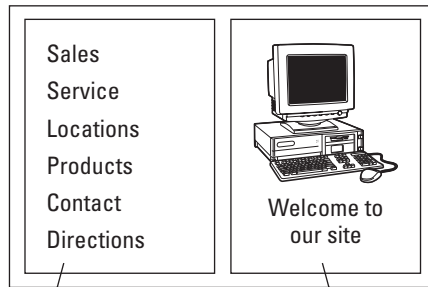 Sales
Service
Locations
Products
Contact
Directions
Welcome to
our site